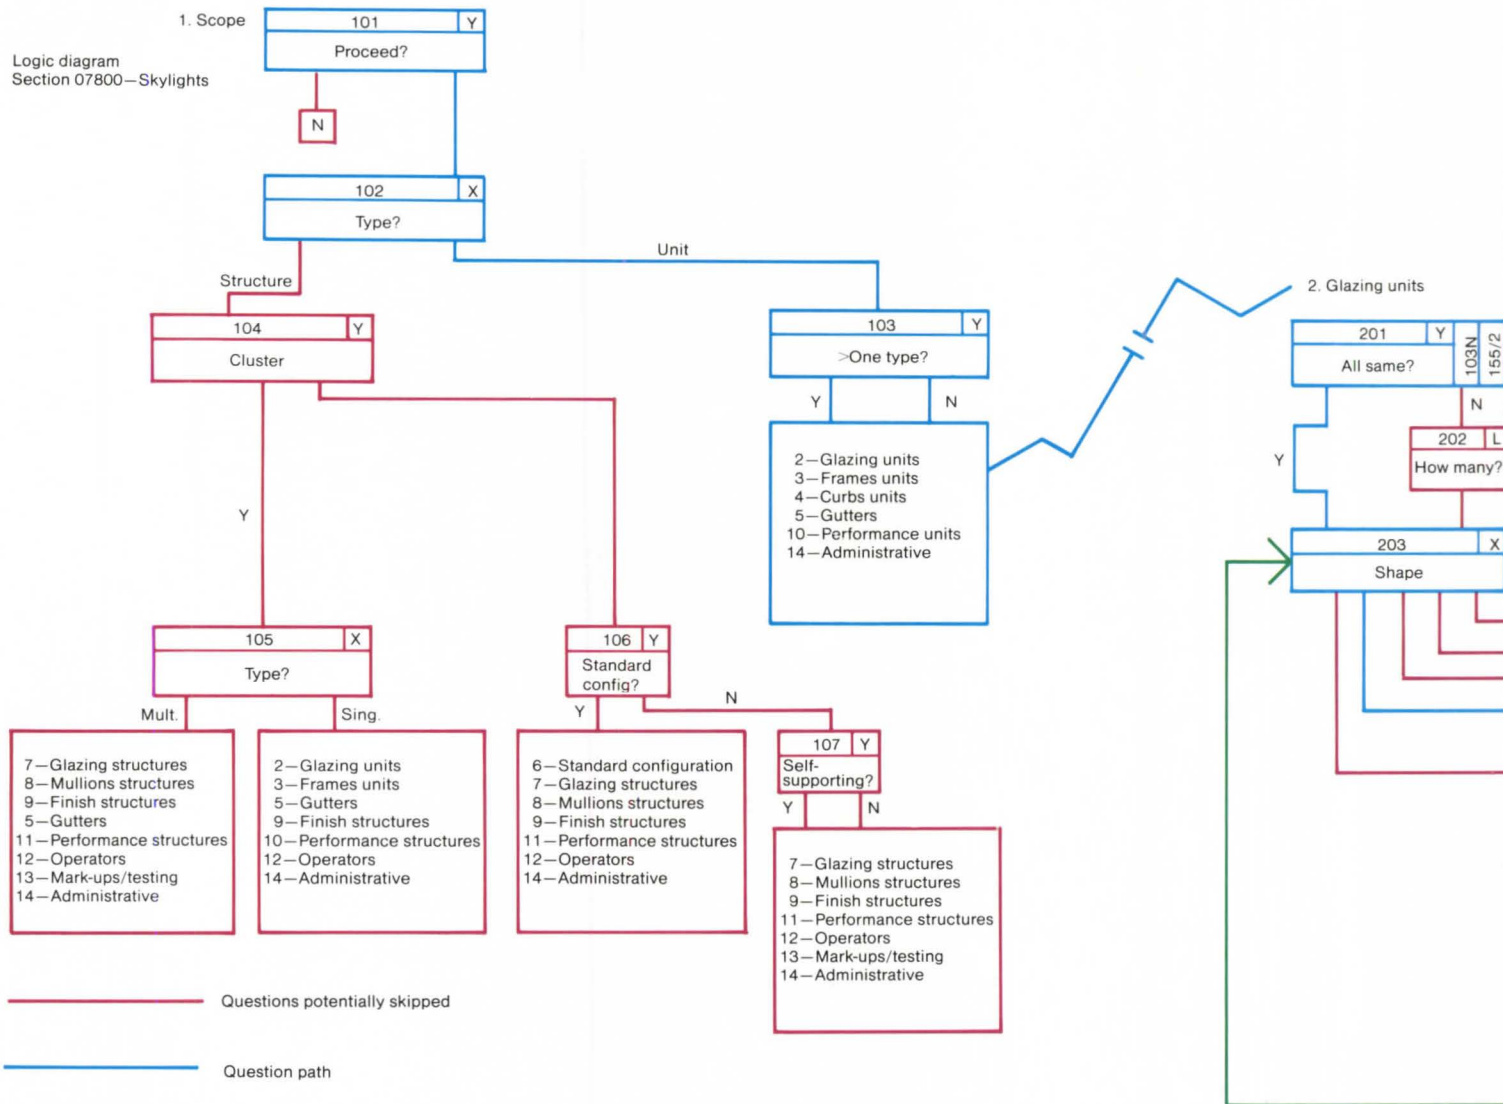 1. Scope
101 Y
Proceed?
Logic diagram
Section 07800—Skylights
N
102 X
Type?
Unit
Structure
2. Glazing units
104 Y
Cluster
103 Y
>One type?
201 Y 103N 155/2
All same?
Y N
N
202 L
How many?
Y
2—Glazing units
3—Frames units
4—Curbs units
5—Gutters
10—Performance units
14—Administrative
Y
203 X
Shape
105 X
Type?
106 Y
Standard
config?
Mult. Sing.
Y N
107 Y
Self-
supporting?
Y N
7—Glazing structures
8—Mullions structures
9—Finish structures
5—Gutters
11—Performance structures
12—Operators
13—Mark-ups/testing
14—Administrative
2—Glazing units
3—Frames units
5—Gutters
9—Finish structures
10—Performance structures
12—Operators
14—Administrative
6—Standard configuration
7—Glazing structures
8—Mullions structures
9—Finish structures
11—Performance structures
12—Operators
14—Administrative
7—Glazing structures
8—Mullions structures
9—Finish structures
11—Performance structures
12—Operators
13—Mark-ups/testing
14—Administrative
Questions potentially skipped
Question path